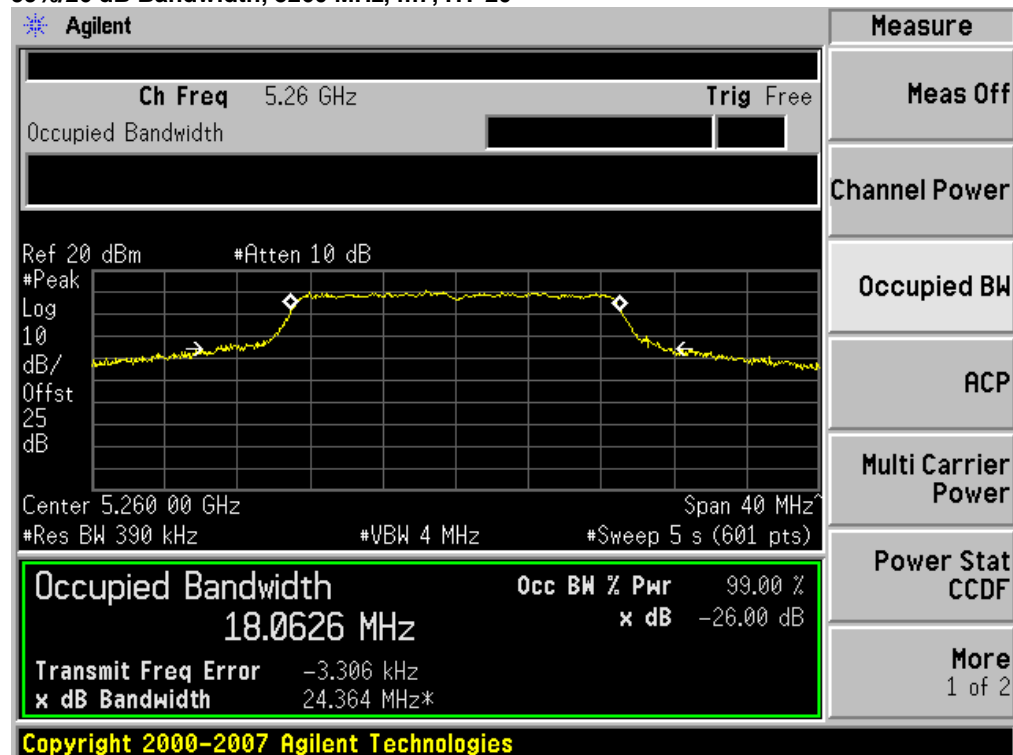 Agilent
Measure
Ch Freq 5.26 GHz
Trig Free
Occupied Bandwidth
Meas Off
Channel Power
Occupied BW
ACP
Multi Carrier
Power
Power Stat
CCDF
More
1 of 2
Ref 20 dBm #Atten 10 dB
#Peak
Log
10
dB/
Offst
25
dB
Center 5.260 00 GHz Span 40 MHz^
#Res BW 390 kHz #VBW 4 MHz #Sweep 5 s (601 pts)
Occupied Bandwidth
18.0626 MHz
Occ BW % Pwr 99.00 %
x dB -26.00 dB
Transmit Freq Error -3.306 kHz
x dB Bandwidth 24.364 MHz*
Copyright 2000-2007 Agilent Technologies